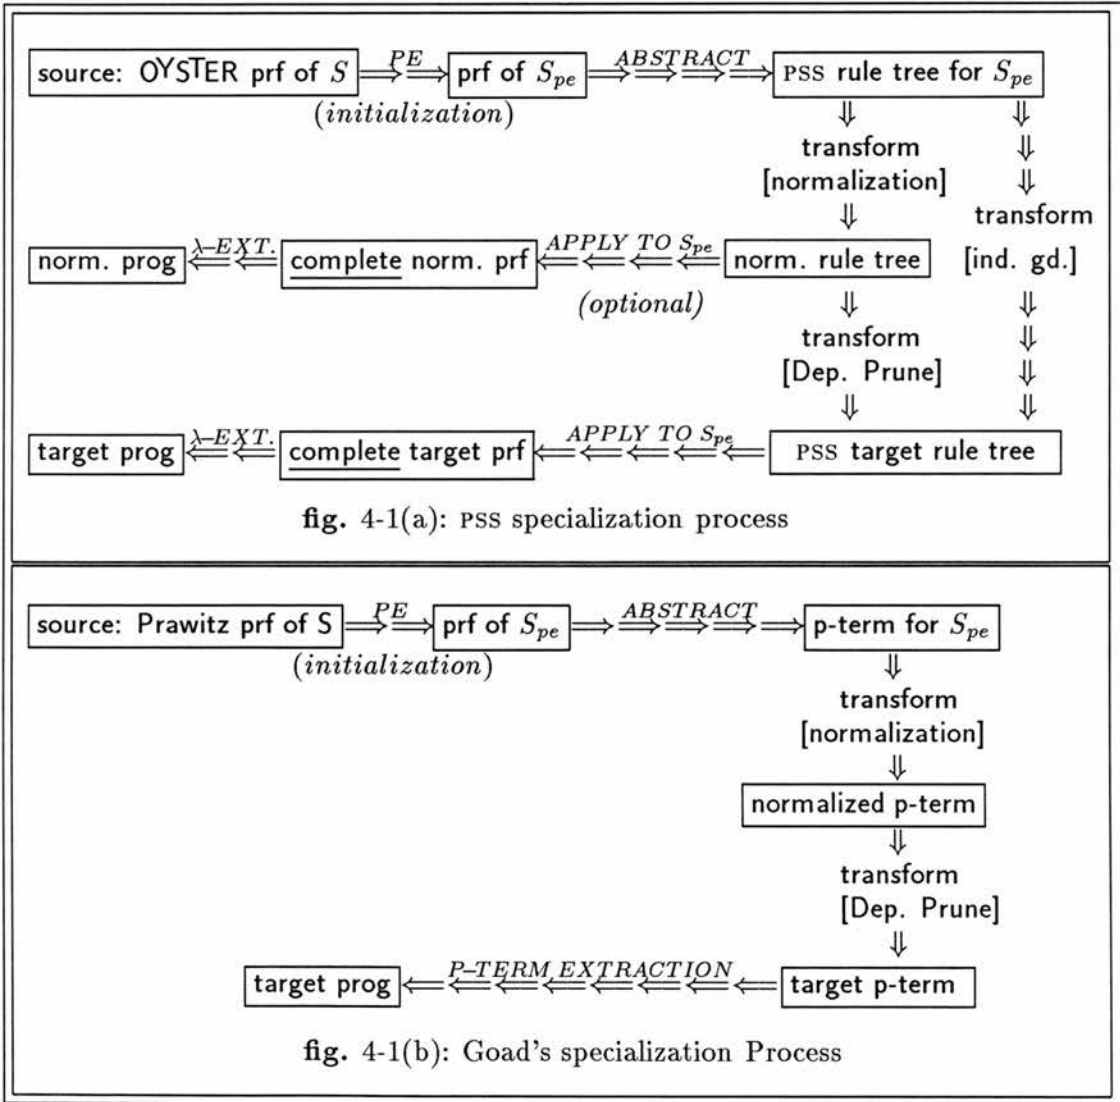 source: OYSTER prf of S PE prf of S_pe ABSTRACT PSS rule tree for S_pe
(initialization)
transform
[normalization]
transform
[ind. gd.]
norm. prog λ–EXT. complete norm. prf APPLY TO S_pe norm. rule tree
(optional)
transform
[Dep. Prune]
target prog λ–EXT. complete target prf APPLY TO S_pe PSS target rule tree
fig. 4-1(a): PSS specialization process
source: Prawitz prf of S PE prf of S_pe ABSTRACT p-term for S_pe
(initialization)
transform
[normalization]
normalized p-term
transform
[Dep. Prune]
target prog P–TERM EXTRACTION target p-term
fig. 4-1(b): Goad's specialization Process